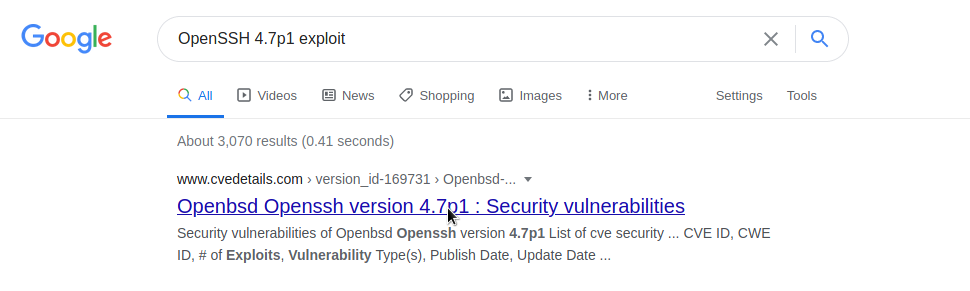 Google
OpenSSH 4.7p1 exploit
All Videos News Shopping Images More Settings Tools
About 3,070 results (0.41 seconds)
www.cvedetails.com › version_id-169731 › Openbsd-...
Openbsd Openssh version 4.7p1 : Security vulnerabilities
Security vulnerabilities of Openbsd Openssh version 4.7p1 List of cve security ... CVE ID, CWE
ID, # of Exploits, Vulnerability Type(s), Publish Date, Update Date ...